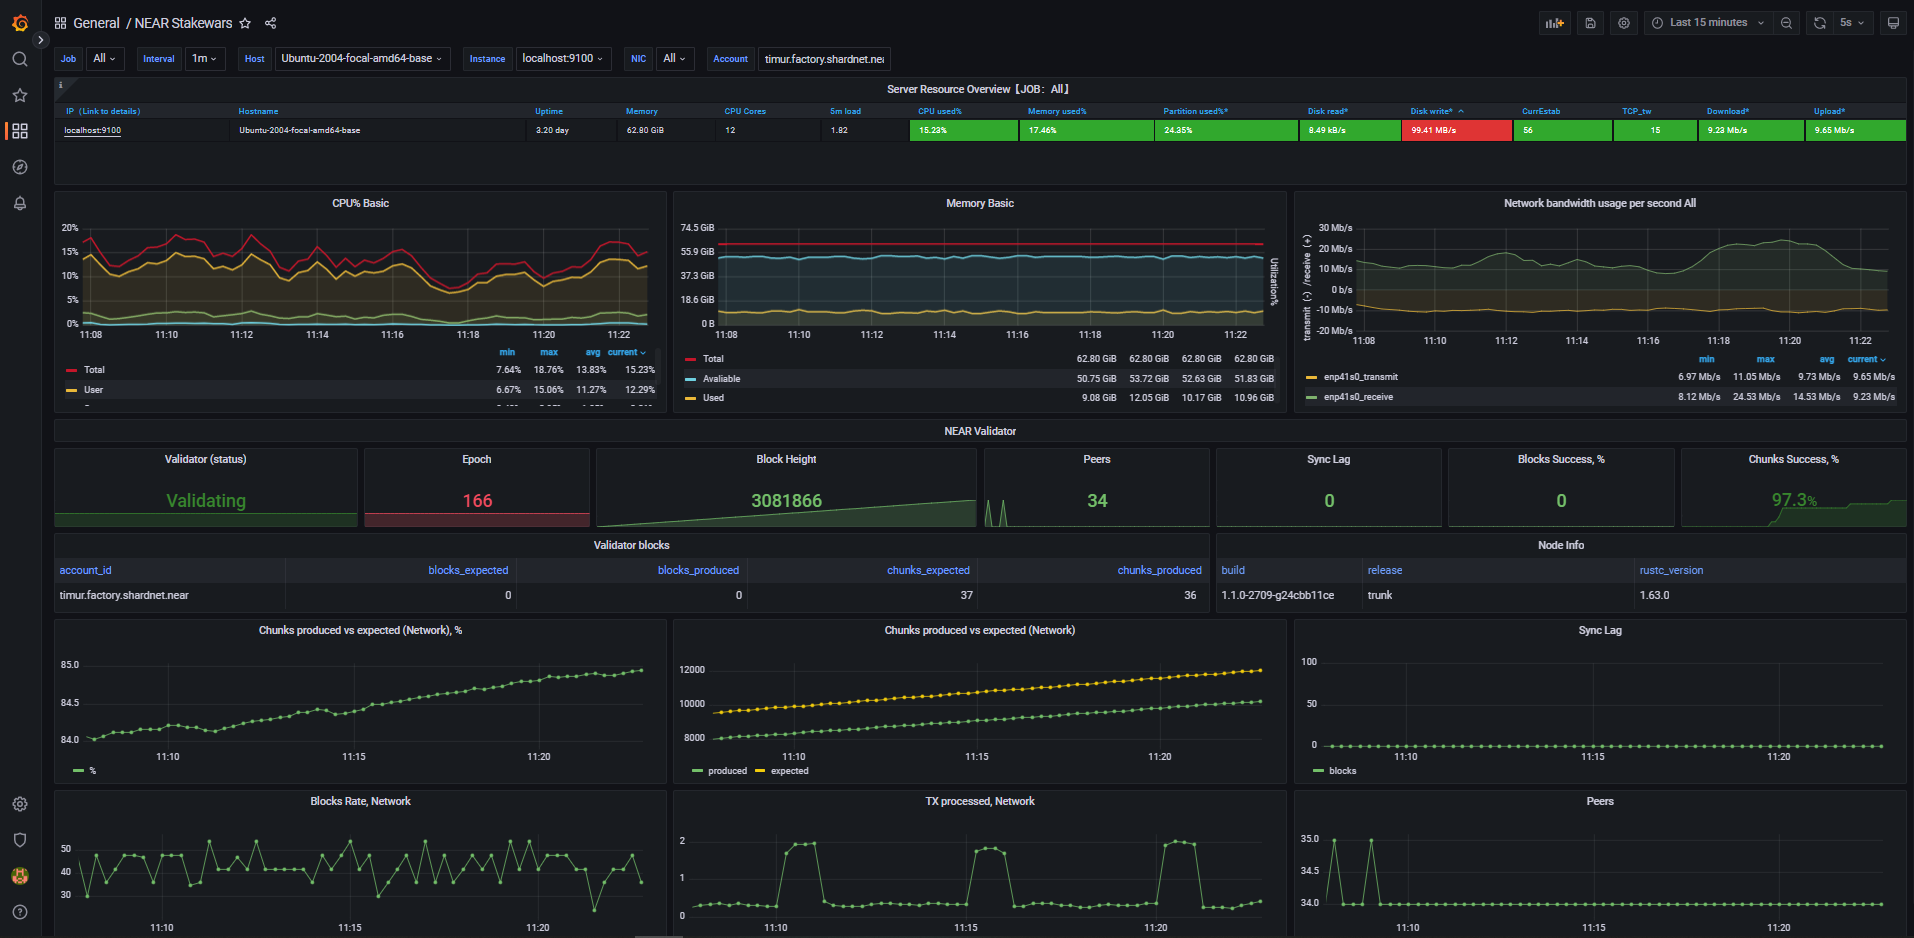 General / NEAR Stakewars
Last 15 minutes 5s
Job All Interval 1m Host Ubuntu-2004-focal-amd64-base Instance localhost:9100 NIC All Account timur.factory.shardnet.nea
i
Server Resource Overview【JOB：All】
IP（Link to details） Hostname Uptime Memory CPU Cores 5m load CPU used% Memory used% Partition used%* Disk read* Disk write* CurrEstab TCP_tw Download* Upload*
localhost:9100 Ubuntu-2004-focal-amd64-base 3.20 day 62.80 GiB 12 1.82 15.23% 17.46% 24.35% 8.49 kB/s 99.41 MB/s 56 15 9.23 Mb/s 9.65 Mb/s
CPU% Basic
20%
15%
10%
5%
0%
11:08 11:10 11:12 11:14 11:16 11:18 11:20 11:22
min max avg current
Total 7.64% 18.76% 13.83% 15.23%
User 6.67% 15.06% 11.27% 12.29%
Memory Basic
74.5 GiB
55.9 GiB
37.3 GiB
18.6 GiB
0 B
Utilization%
11:08 11:10 11:12 11:14 11:16 11:18 11:20 11:22
Total 62.80 GiB 62.80 GiB 62.80 GiB 62.80 GiB
Avaliable 50.75 GiB 53.72 GiB 52.63 GiB 51.83 GiB
Used 9.08 GiB 12.05 GiB 10.17 GiB 10.96 GiB
Network bandwidth usage per second All
transmit (-) /receive (+)
30 Mb/s
20 Mb/s
10 Mb/s
0 b/s
-10 Mb/s
-20 Mb/s
11:08 11:10 11:12 11:14 11:16 11:18 11:20 11:22
min max avg current
enp41s0_transmit 6.97 Mb/s 11.05 Mb/s 9.73 Mb/s 9.65 Mb/s
enp41s0_receive 8.12 Mb/s 24.53 Mb/s 14.53 Mb/s 9.23 Mb/s
NEAR Validator
Validator (status) Epoch Block Height Peers Sync Lag Blocks Success, % Chunks Success, %
Validating 166 3081866 34 0 0 97.3%
Validator blocks
account_id blocks_expected blocks_produced chunks_expected chunks_produced
timur.factory.shardnet.near 0 0 37 36
Node Info
build release rustc_version
1.1.0-2709-g24cbb11ce trunk 1.63.0
Chunks produced vs expected (Network), %
85.0
84.5
84.0
11:10 11:15 11:20
%
Chunks produced vs expected (Network)
12000
10000
8000
11:10 11:15 11:20
produced expected
Sync Lag
100
50
0
11:10 11:15 11:20
blocks
Blocks Rate, Network
50
40
30
11:10 11:15 11:20
TX processed, Network
2
1
0
11:10 11:15 11:20
Peers
35.0
34.5
34.0
11:10 11:15 11:20